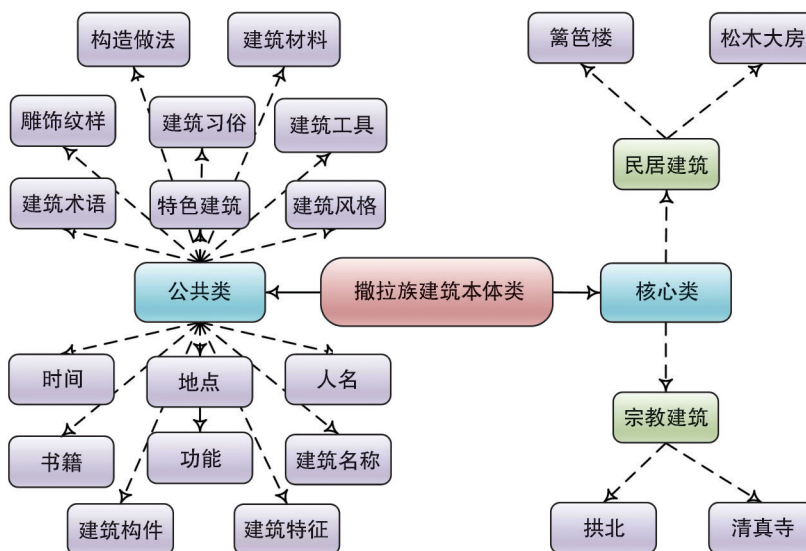 构造做法
建筑材料
篱笆楼
松木大房
雕饰纹样
建筑习俗
建筑工具
民居建筑
建筑术语
特色建筑
建筑风格
公共类
撒拉族建筑本体类
核心类
时间
地点
人名
宗教建筑
书籍
功能
建筑名称
建筑构件
建筑特征
拱北
清真寺